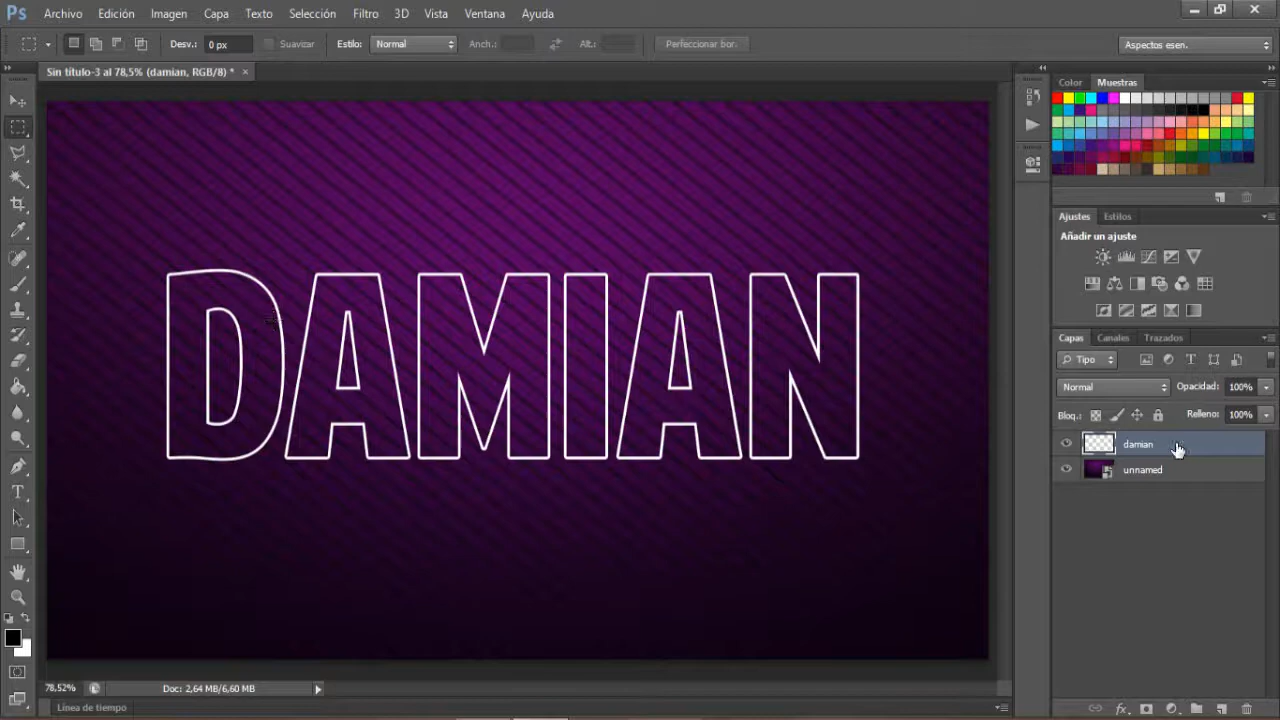 Ps Archivo Edición Imagen Capa Texto Selección Filtro 3D Vista Ventana Ayuda
Desv.: 0 px Suavizar Estilo: Normal Anch.: Alt.: Perfeccionar bor. Aspectos esen.
Sin título-3 al 78,5% (damian, RGB/8) * ×
Color Muestras
Ajustes Estilos
Añadir un ajuste
DAMIAN
Capas Canales Trazados
Tipo
Normal Opacidad: 100%
Bloq.: Relleno: 100%
damian
unnamed
78,52% Doc: 2,64 MB/6,60 MB
Línea de tiempo
fx